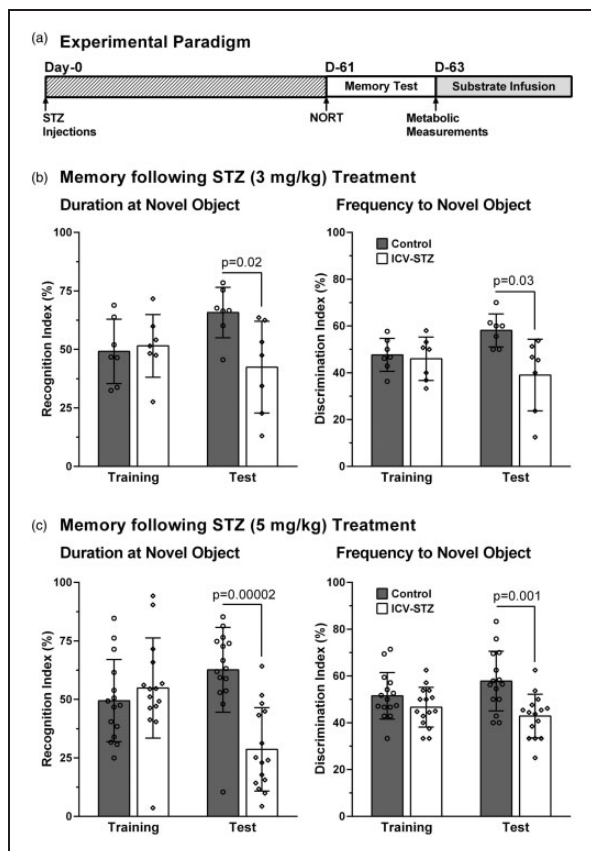 (a) Experimental Paradigm
Day-0 D-61 D-63
Memory Test Substrate Infusion
STZ Injections
NORT
Metabolic Measurements
(b) Memory following STZ (3 mg/kg) Treatment
Duration at Novel Object
Recognition Index (%)
100
75
50
25
0
p=0.02
Training Test
Frequency to Novel Object
Discrimination Index (%)
100
80
60
40
20
0
Control
ICV-STZ
p=0.03
Training Test
(c) Memory following STZ (5 mg/kg) Treatment
Duration at Novel Object
Recognition Index (%)
100
75
50
25
0
p=0.00002
Training Test
Frequency to Novel Object
Discrimination Index (%)
100
80
60
40
20
0
Control
ICV-STZ
p=0.001
Training Test